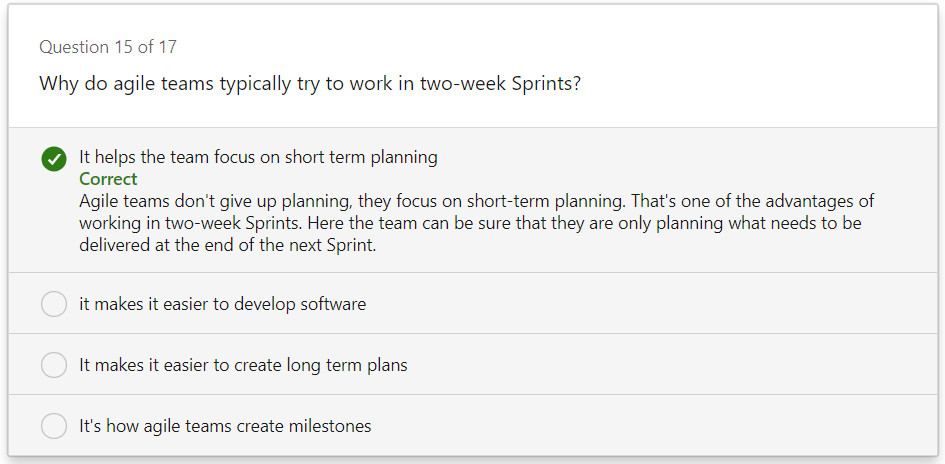 Question 15 of 17
Why do agile teams typically try to work in two-week Sprints?
It helps the team focus on short term planning
Correct
Agile teams don't give up planning, they focus on short-term planning. That's one of the advantages of
working in two-week Sprints. Here the team can be sure that they are only planning what needs to be
delivered at the end of the next Sprint.
it makes it easier to develop software
It makes it easier to create long term plans
It's how agile teams create milestones